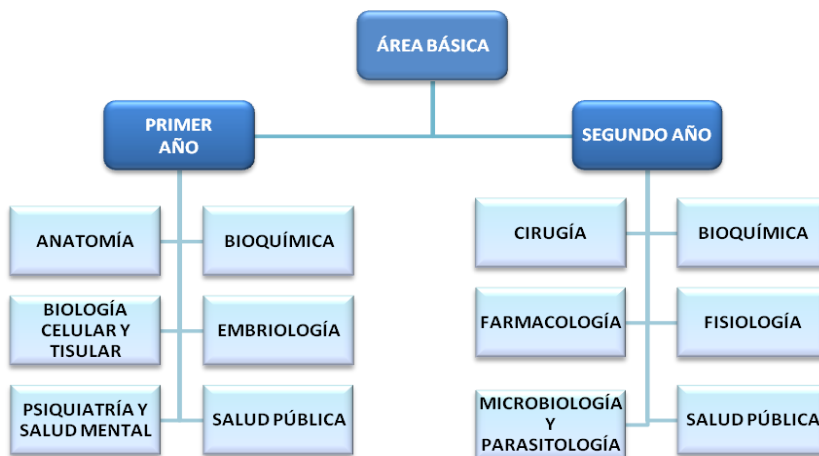 ÁREA BÁSICA
PRIMER
AÑO
SEGUNDO AÑO
ANATOMÍA
BIOQUÍMICA
BIOLOGÍA
CELULAR Y
TISULAR
EMBRIOLOGÍA
PSIQUIATRÍA Y
SALUD MENTAL
SALUD PÚBLICA
CIRUGÍA
BIOQUÍMICA
FARMACOLOGÍA
FISIOLOGÍA
MICROBIOLOGÍA
Y
PARASITOLOGÍA
SALUD PÚBLICA